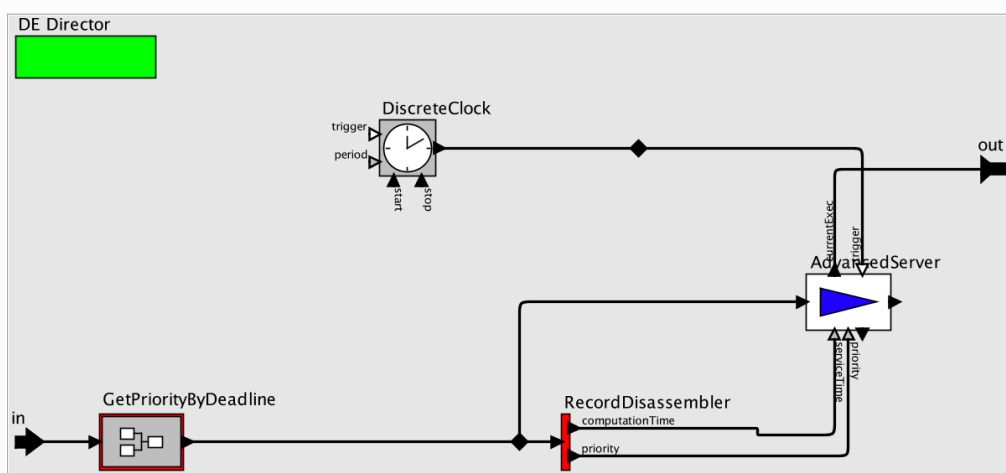 DE Director
DiscreteClock
trigger
period
start
stop
out
currentExec
trigger
AdvancedServer
serviceTime
priority
GetPriorityByDeadline
in
RecordDisassembler
computationTime
priority